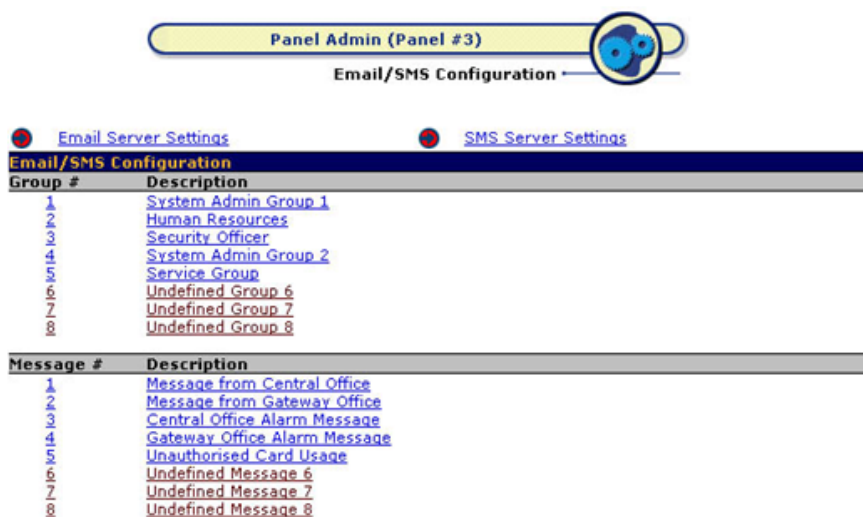 Panel Admin (Panel #3)
Email/SMS Configuration
Email Server Settings SMS Server Settings
Email/SMS Configuration
Group # Description
1 System Admin Group 1
2 Human Resources
3 Security Officer
4 System Admin Group 2
5 Service Group
6 Undefined Group 6
7 Undefined Group 7
8 Undefined Group 8
Message # Description
1 Message from Central Office
2 Message from Gateway Office
3 Central Office Alarm Message
4 Gateway Office Alarm Message
5 Unauthorised Card Usage
6 Undefined Message 6
7 Undefined Message 7
8 Undefined Message 8